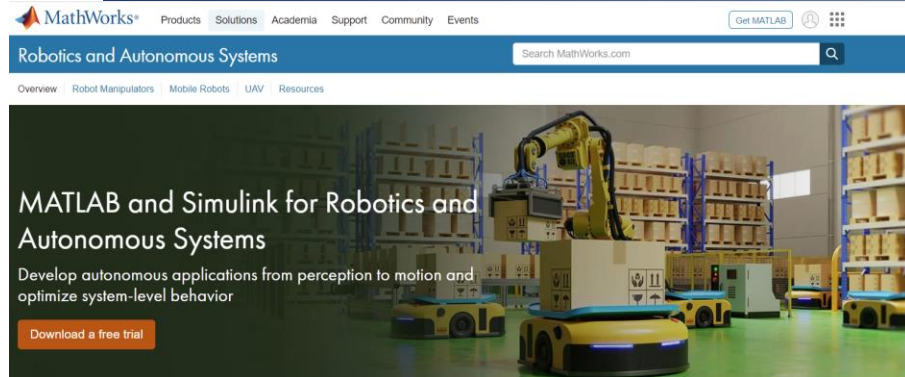 MathWorks®
Products Solutions Academia Support Community Events
Get MATLAB
Robotics and Autonomous Systems
Search MathWorks.com
Overview Robot Manipulators Mobile Robots UAV Resources
MATLAB and Simulink for Robotics and
Autonomous Systems
Develop autonomous applications from perception to motion and
optimize system-level behavior
Download a free trial